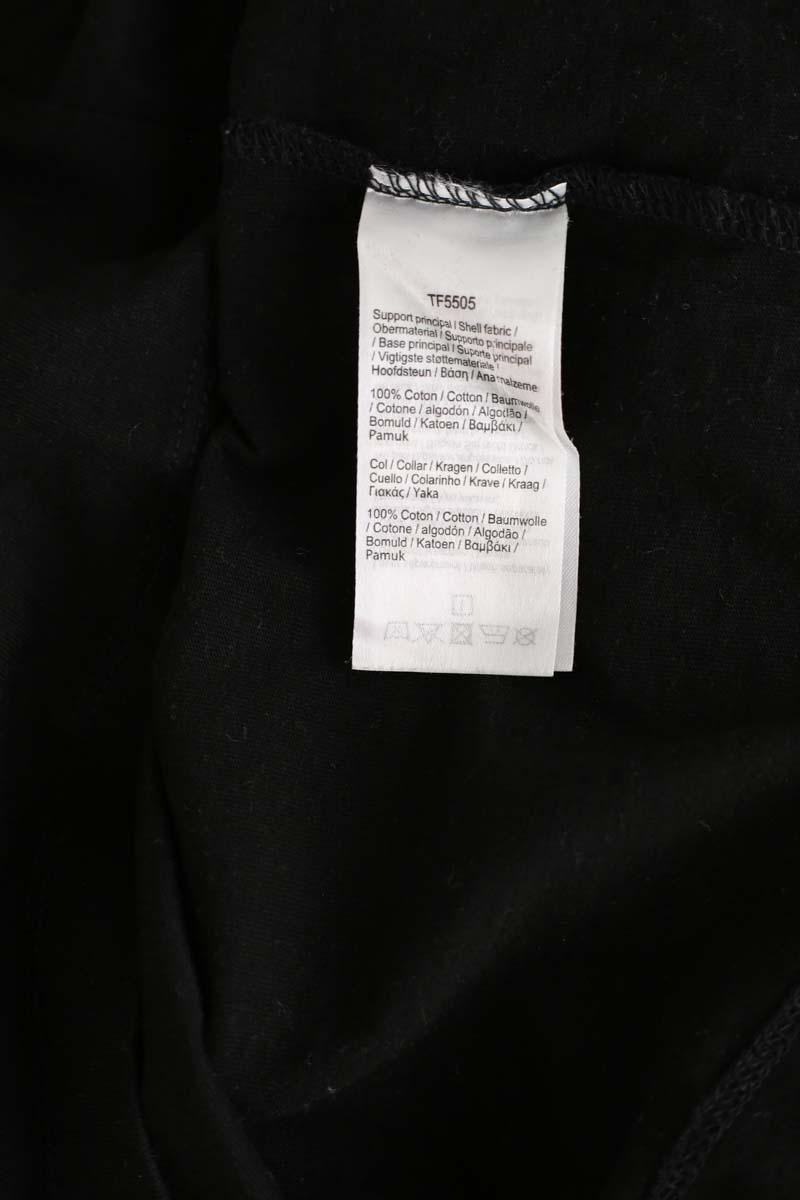 TF5505
Support principal / Shell fabric /
Obermaterial / Supporto principale
/ Base principal / Suporte principal
/ Vigtigste støttemateriale /
Hoofdsteun / Βάση / Ana malzeme
100% Coton / Cotton / Baumwolle
/ Cotone / algodón / Algodão /
Bomuld / Katoen / Βαμβάκι /
Pamuk
Col / Collar / Kragen / Colletto /
Cuello / Colarinho / Krave / Kraag /
Γιακάς / Yaka
100% Coton / Cotton / Baumwolle
/ Cotone / algodón / Algodão /
Bomuld / Katoen / Βαμβάκι /
Pamuk